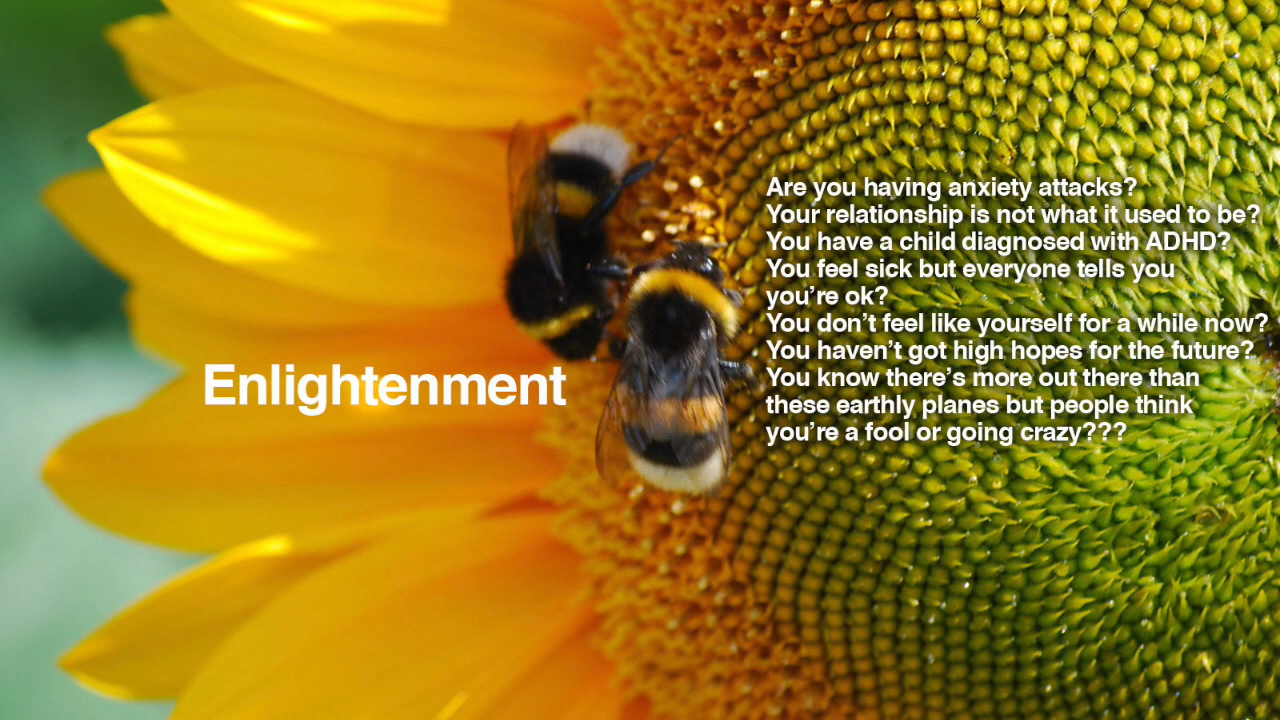 Enlightenment
Are you having anxiety attacks?
Your relationship is not what it used to be?
You have a child diagnosed with ADHD?
You feel sick but everyone tells you
you’re ok?
You don’t feel like yourself for a while now?
You haven’t got high hopes for the future?
You know there’s more out there than
these earthly planes but people think
you’re a fool or going crazy???